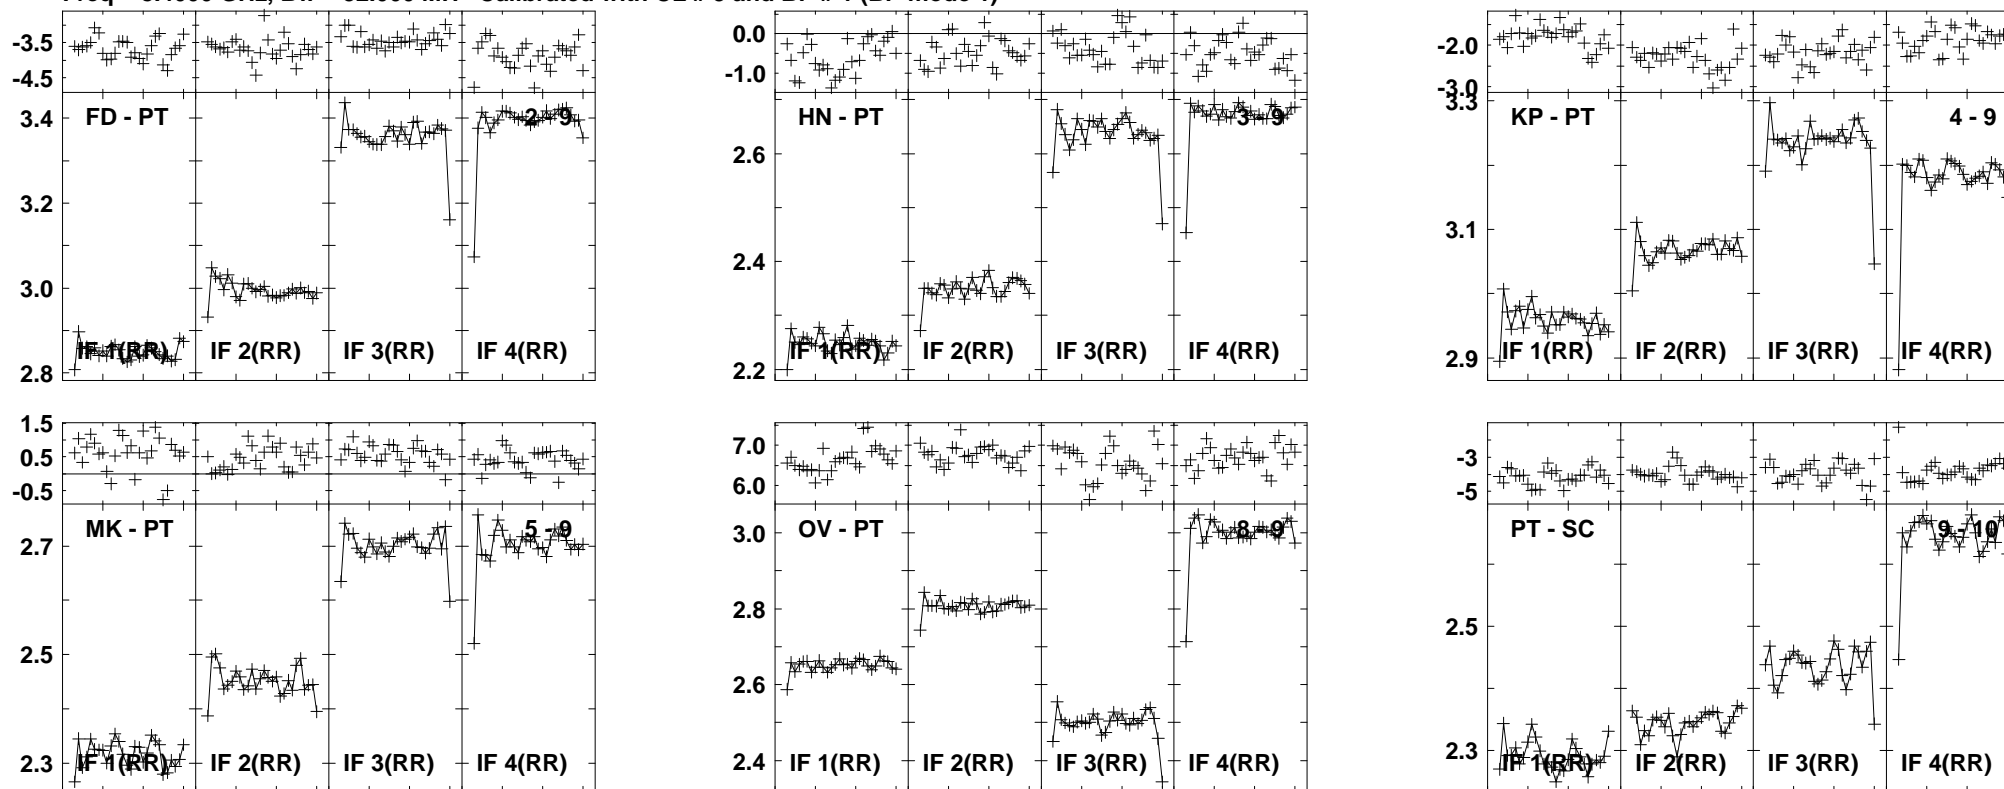 -3.5
-4.5
3.4
3.2
3.0
2.8
FD - PT
2 - 9
IF 1(RR)
IF 2(RR)
IF 3(RR)
IF 4(RR)
0.0
-1.0
2.6
2.4
2.2
HN - PT
3 - 9
IF 1(RR)
IF 2(RR)
IF 3(RR)
IF 4(RR)
-2.0
-3.0
3.3
3.1
2.9
KP - PT
4 - 9
IF 1(RR)
IF 2(RR)
IF 3(RR)
IF 4(RR)
1.5
0.5
-0.5
2.7
2.5
2.3
MK - PT
5 - 9
IF 1(RR)
IF 2(RR)
IF 3(RR)
IF 4(RR)
7.0
6.0
3.0
2.8
2.6
2.4
OV - PT
8 - 9
IF 1(RR)
IF 2(RR)
IF 3(RR)
IF 4(RR)
-3
-5
2.5
2.3
PT - SC
9 - 10
IF 1(RR)
IF 2(RR)
IF 3(RR)
IF 4(RR)